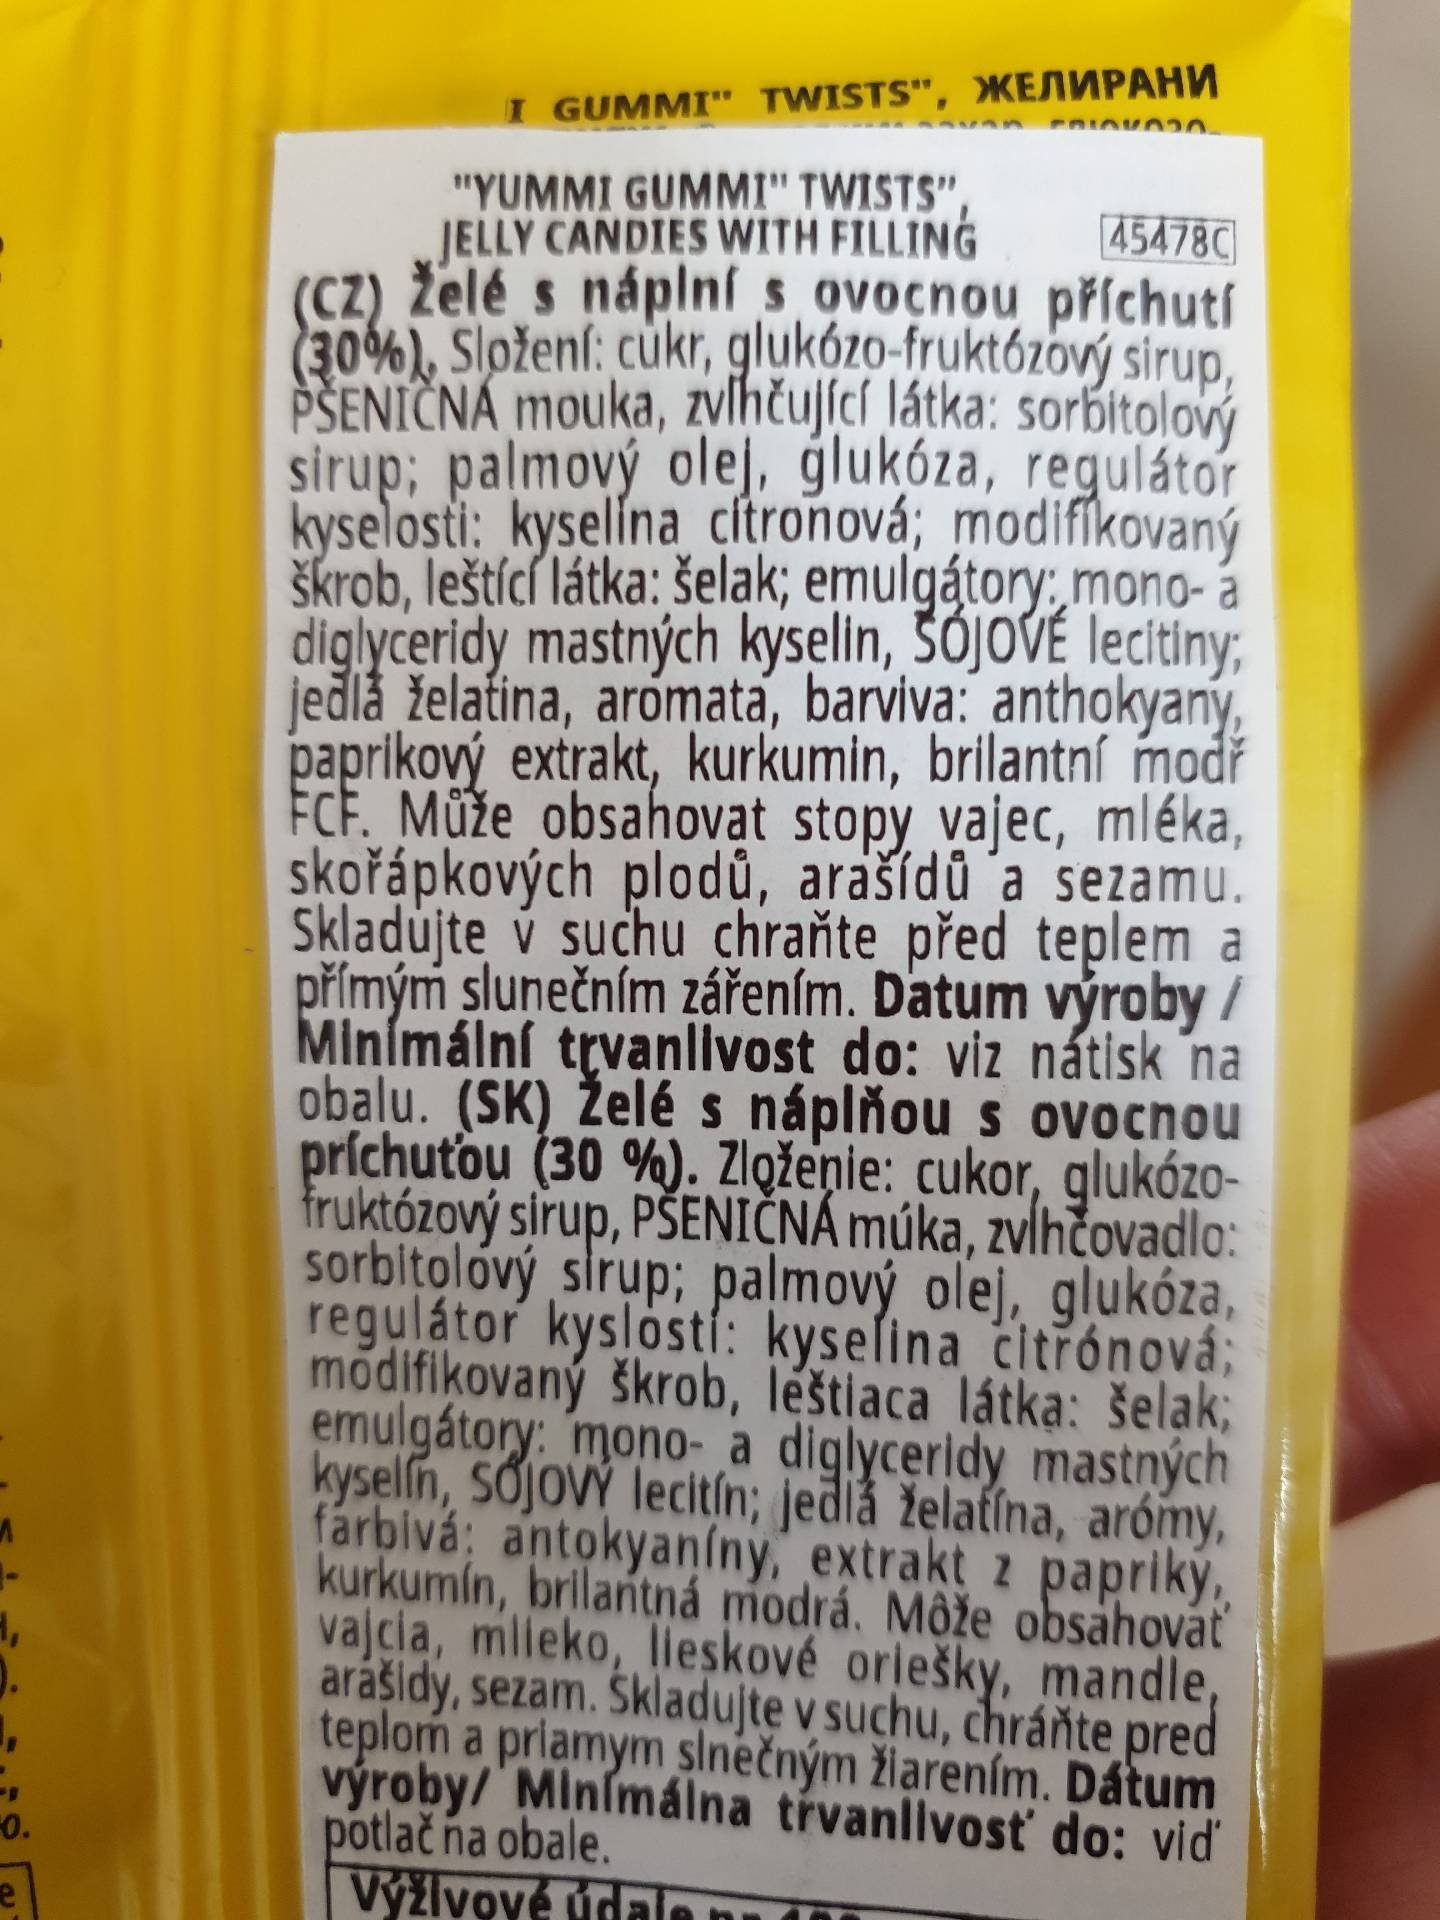 I GUMMI" TWISTS", ЖЕЛИРАНИ
"YUMMI GUMMI" TWISTS",
JELLY CANDIES WITH FILLING
45478C
(CZ) Želé s náplní s ovocnou příchutí
(30%). Složení: cukr, glukózo-fruktózový sirup,
PŠENIČNÁ mouka, zvlhčující látka: sorbitolový
sirup; palmový olej, glukóza, regulátor
kyselosti: kyselina citronová; modifikovaný
škrob, leštící látka: šelak; emulgátory: mono- a
diglyceridy mastných kyselin, SÓJOVÉ lecitiny;
jedlá želatina, aromata, barviva: anthokyany,
paprikový extrakt, kurkumin, brilantní modř
FCF. Může obsahovat stopy vajec, mléka,
skořápkových plodů, arašídů a sezamu.
Skladujte v suchu chraňte před teplem a
přímým slunečním zářením. Datum výroby /
Minimální trvanlivost do: viz nátisk na
obalu. (SK) Želé s náplňou s ovocnou
príchuťou (30 %). Zloženie: cukor, glukózo-
fruktózový sirup, PŠENIČNÁ múka, zvlhčovadlo:
sorbitolový sirup; palmový olej, glukóza,
regulátor kyslosti: kyselina citrónová;
modifikovaný škrob, leštiaca látka: šelak;
emulgátory: mono- a diglyceridy mastných
kyselín, SÓJOVÝ lecitín; jedlá želatína, arómy,
farbivá: antokyaníny, extrakt z papriky,
kurkumín, brilantná modrá. Môže obsahovať
vajcia, mlieko, lieskové oriešky, mandle,
arašidy, sezam. Skladujte v suchu, chráňte pred
teplom a priamym slnečným žiarením. Dátum
výroby/ Minimálna trvanlivosť do: viď
potlač na obale.
Výživové údaje